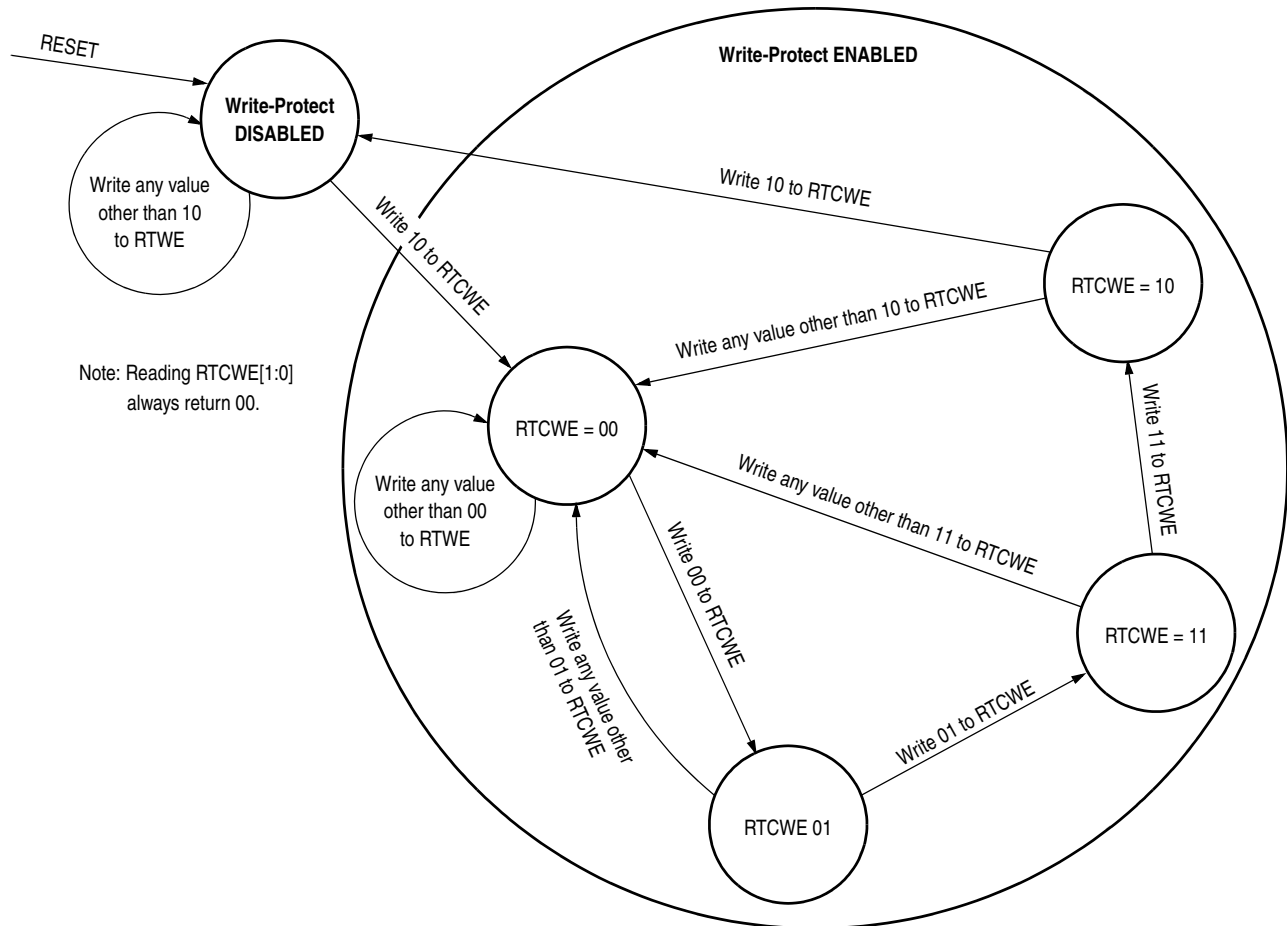 RESET
Write-Protect ENABLED
Write-Protect
DISABLED
Write any value
other than 10
to RTWE
Write 10 to RTCWE
Write 10 to RTCWE
RTCWE = 10
Write any value other than 10 to RTCWE
Note: Reading RTCWE[1:0]
always return 00.
RTCWE = 00
Write any value
other than 00
to RTWE
Write 11 to RTCWE
Write any value other than 11 to RTCWE
Write 00 to RTCWE
RTCWE = 11
Write any value other
than 01 to RTCWE
Write 01 to RTCWE
RTCWE 01